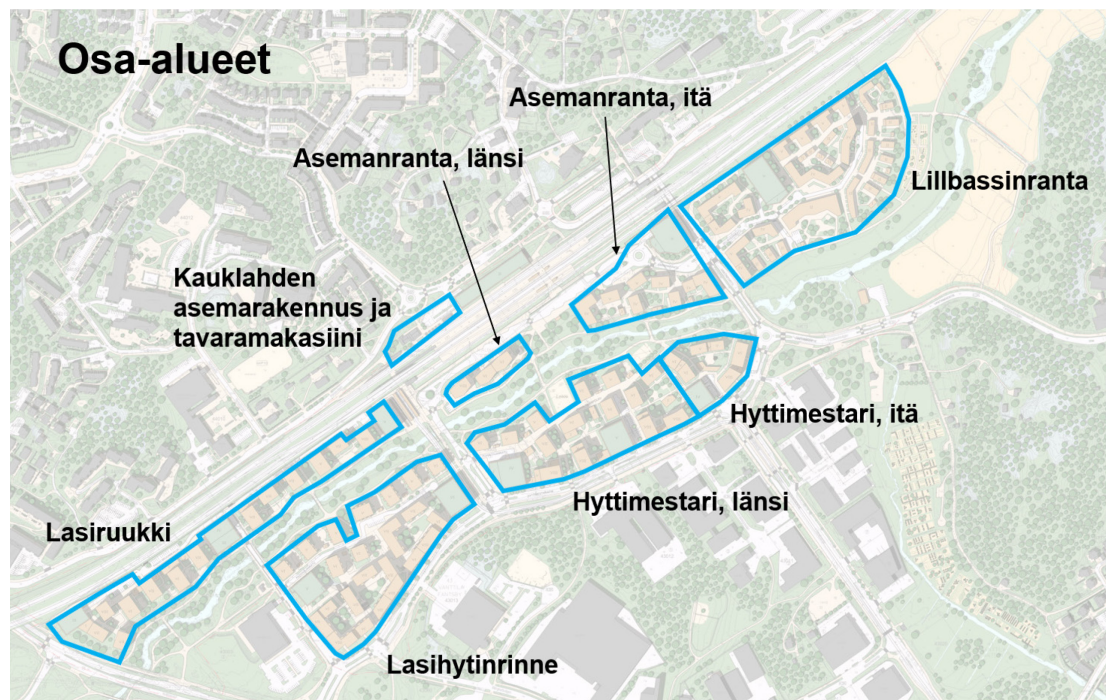 Osa-alueet
Asemanranta, itä
Asemanranta, länsi
Lillbassinranta
Kauklahden
asemarakennus ja
tavaramakasiini
Hyttimestari, itä
Hyttimestari, länsi
Lasiruukki
Lasihytinrinne